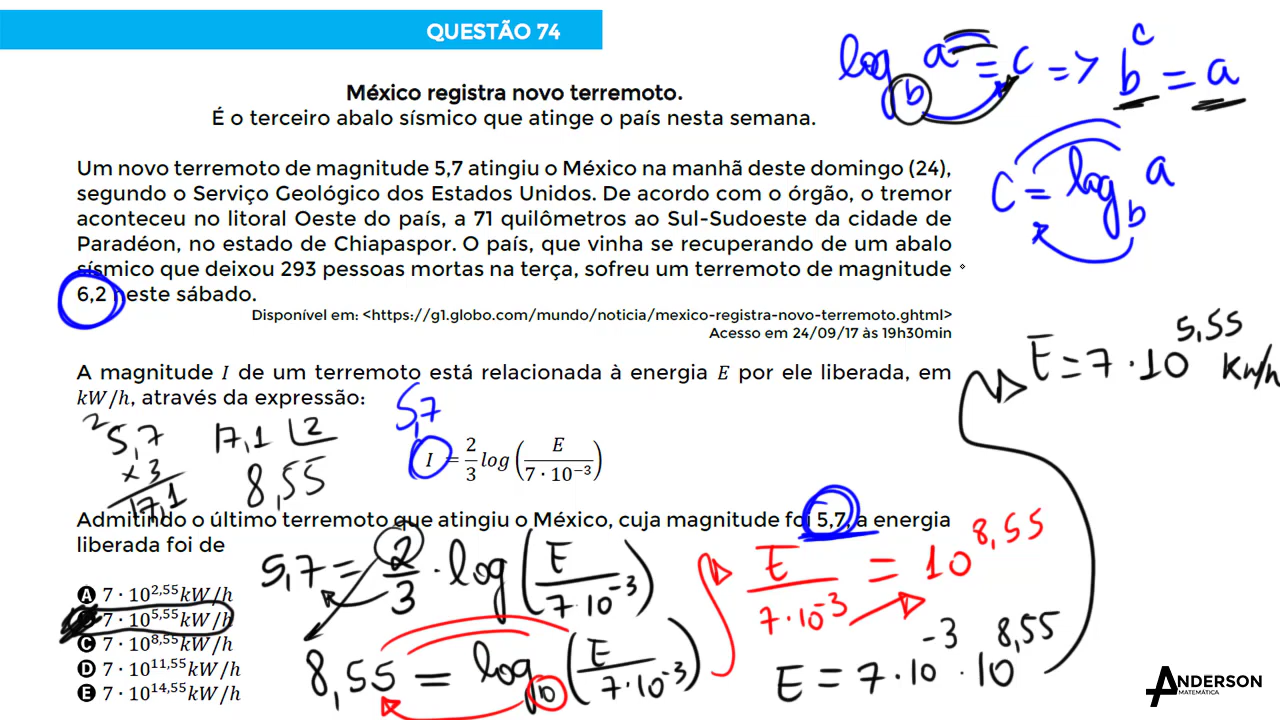 QUESTÃO 74
México registra novo terremoto.
É o terceiro abalo sísmico que atinge o país nesta semana.
Um novo terremoto de magnitude 5,7 atingiu o México na manhã deste domingo (24),
segundo o Serviço Geológico dos Estados Unidos. De acordo com o órgão, o tremor
aconteceu no litoral Oeste do país, a 71 quilômetros ao Sul-Sudoeste da cidade de
Paradéon, no estado de Chiapaspor. O país, que vinha se recuperando de um abalo
sísmico que deixou 293 pessoas mortas na terça, sofreu um terremoto de magnitude
6,2 neste sábado.
Disponível em: <https://g1.globo.com/mundo/noticia/mexico-registra-novo-terremoto.ghtml>
Acesso em 24/09/17 às 19h30min
A magnitude I de um terremoto está relacionada à energia E por ele liberada, em
kW/h, através da expressão:
I = 2/3 log (E / 7 · 10⁻³)
Admitindo o último terremoto que atingiu o México, cuja magnitude foi 5,7, a energia
liberada foi de
A 7 · 10^2,55 kW/h
7 · 10^5,55 kW/h
C 7 · 10^8,55 kW/h
D 7 · 10^11,55 kW/h
E 7 · 10^14,55 kW/h
log_b a = c => b^c = a
c = log_b a
5,7
2
5,7
x 3
17,1
17,1 | 2
8,55
5,7 = 2/3 · log (E / 7·10⁻³)
8,55 = log_10 (E / 7·10⁻³)
E / 7·10⁻³ = 10^8,55
E = 7 · 10⁻³ · 10^8,55
E = 7 · 10^5,55 Kw/h
ANDERSON
MATEMÁTICA